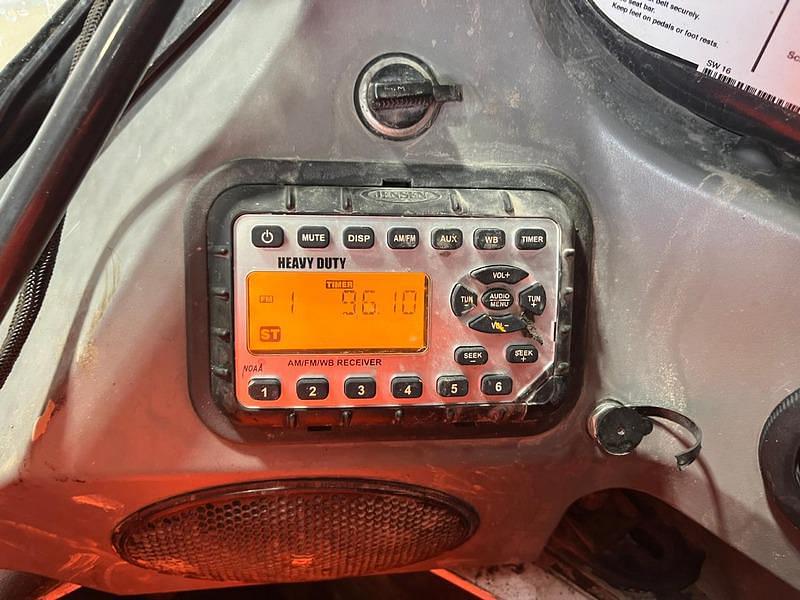 belt securely.
seat bar.
Keep feet on pedals or foot rests.
SW 16
JENSEN
MUTE DISP AM/FM AUX WB TIMER
HEAVY DUTY
TIMER
FM 1 96.10
ST
VOL+
TUN - AUDIO MENU TUN +
VOL-
SEEK - SEEK +
AM/FM/WB RECEIVER
NOAA
1 2 3 4 5 6